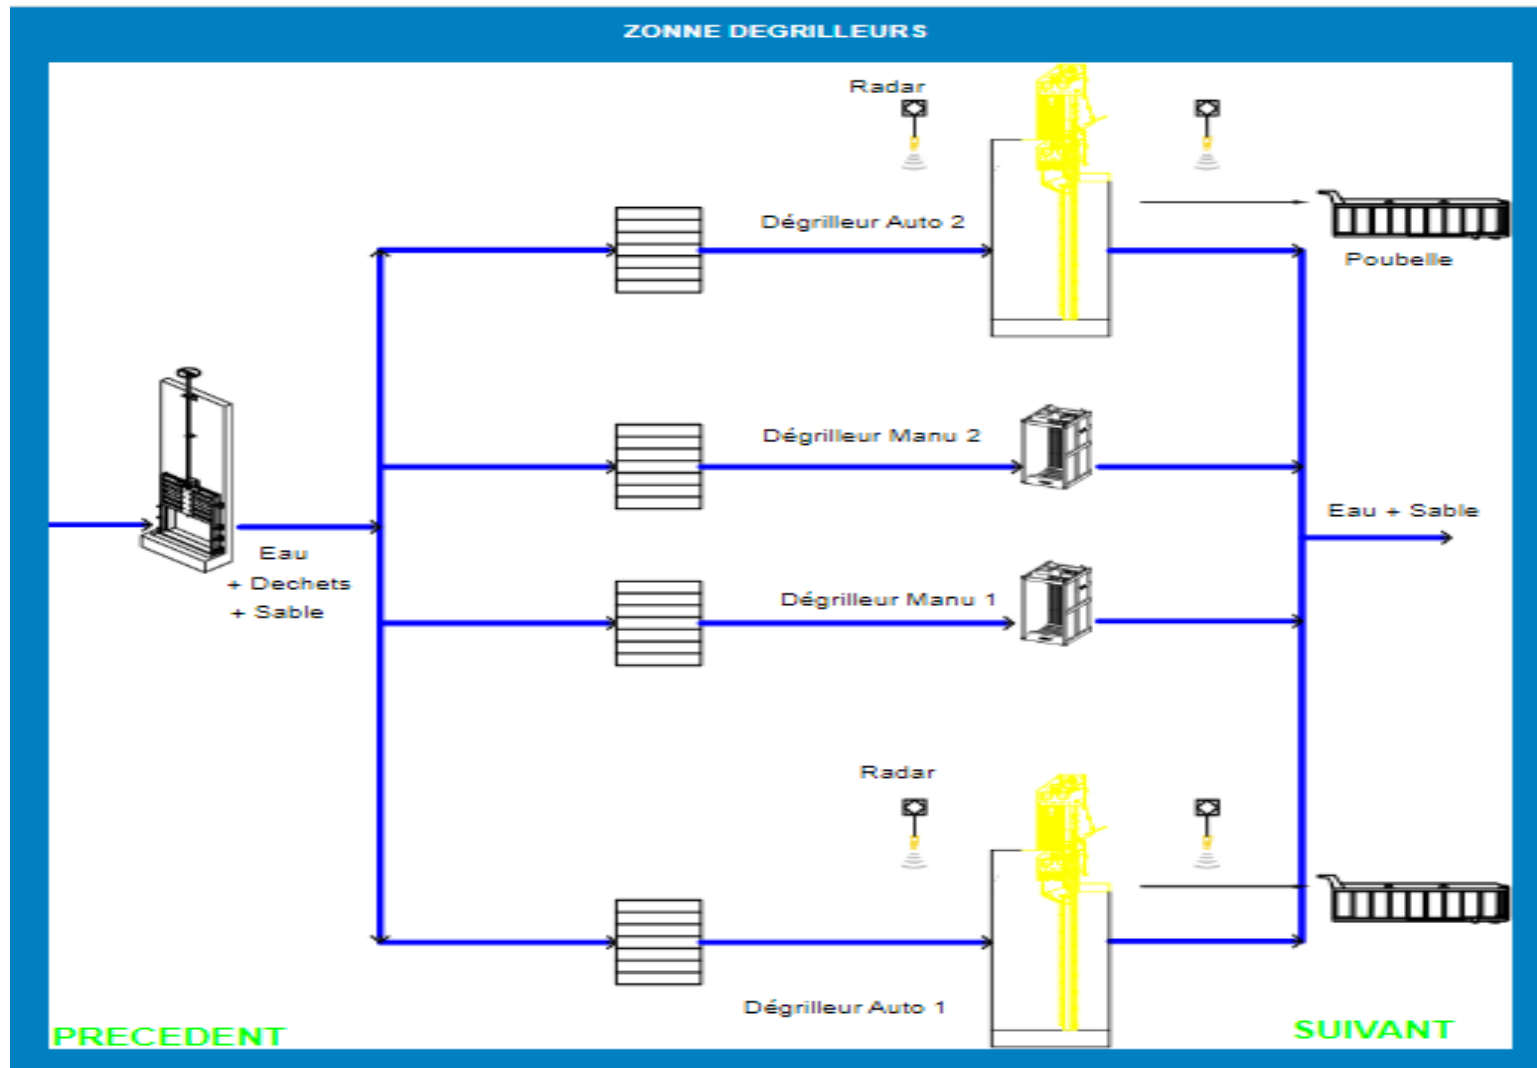 ZONNE DEGRILLEURS
Radar
Dégrilleur Auto 2
Poubelle
Dégrilleur Manu 2
Eau + Sable
Eau
+ Dechets
+ Sable
Dégrilleur Manu 1
Radar
Dégrilleur Auto 1
PRECEDENT
SUIVANT